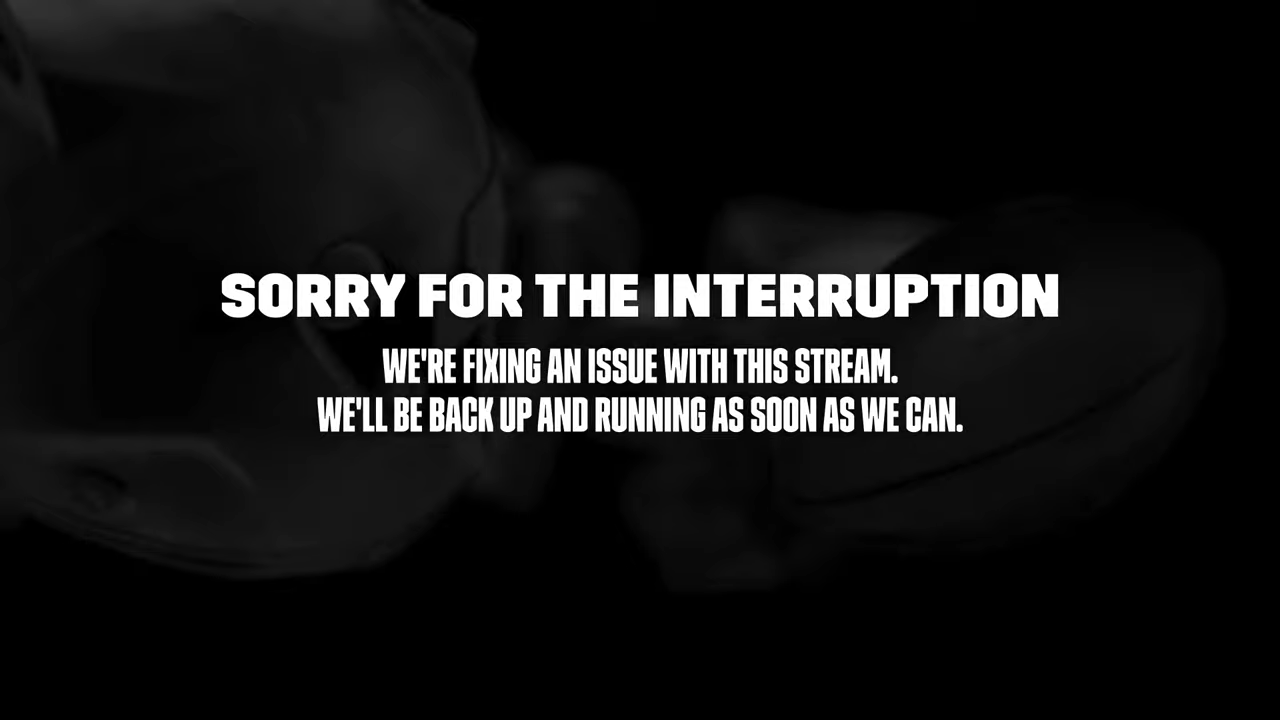 SORRY FOR THE INTERRUPTION
WE'RE FIXING AN ISSUE WITH THIS STREAM.
WE'LL BE BACK UP AND RUNNING AS SOON AS WE CAN.